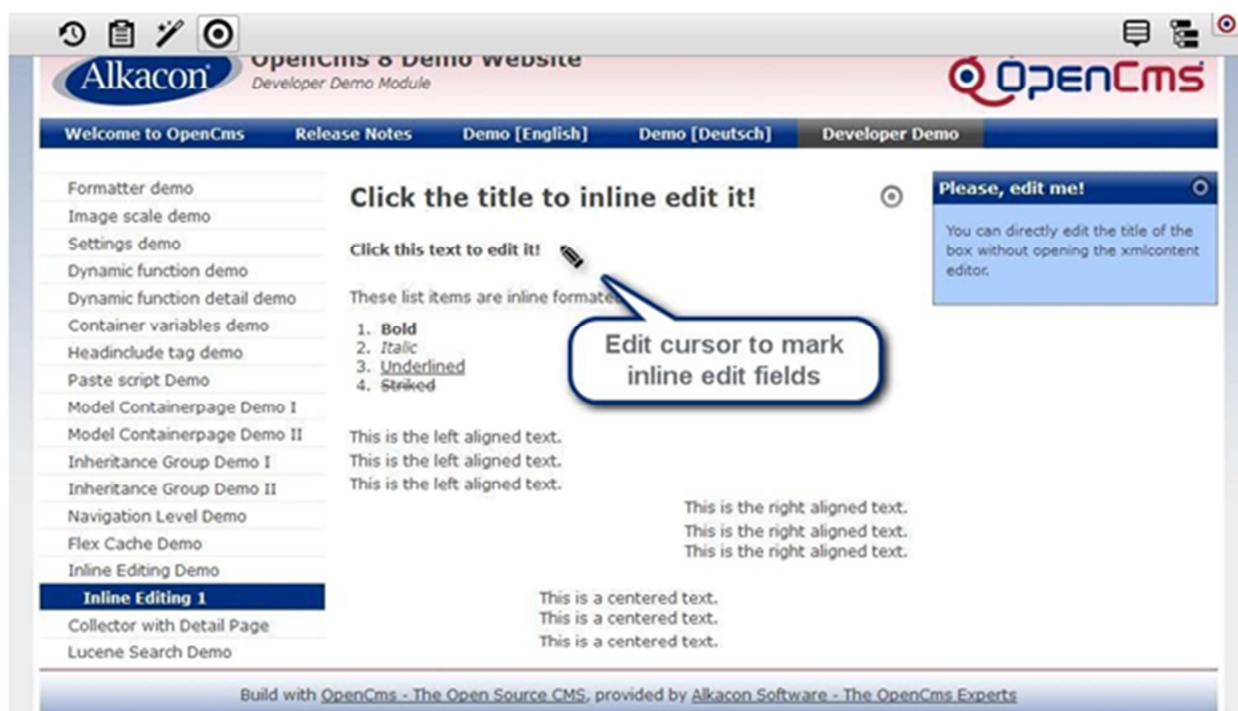 Alkacon
OpenCms 8 Demo Website
Developer Demo Module
OpenCms
Welcome to OpenCms Release Notes Demo [English] Demo [Deutsch] Developer Demo
Formatter demo
Image scale demo
Settings demo
Dynamic function demo
Dynamic function detail demo
Container variables demo
Headinclude tag demo
Paste script Demo
Model Containerpage Demo I
Model Containerpage Demo II
Inheritance Group Demo I
Inheritance Group Demo II
Navigation Level Demo
Flex Cache Demo
Inline Editing Demo
Inline Editing 1
Collector with Detail Page
Lucene Search Demo
Click the title to inline edit it!
Click this text to edit it!
These list items are inline formate
1. Bold
2. Italic
3. Underlined
4. Striked
Edit cursor to mark
inline edit fields
This is the left aligned text.
This is the left aligned text.
This is the left aligned text.
This is the right aligned text.
This is the right aligned text.
This is the right aligned text.
This is a centered text.
This is a centered text.
This is a centered text.
Please, edit me!
You can directly edit the title of the
box without opening the xmlcontent
editor.
Build with OpenCms - The Open Source CMS, provided by Alkacon Software - The OpenCms Experts